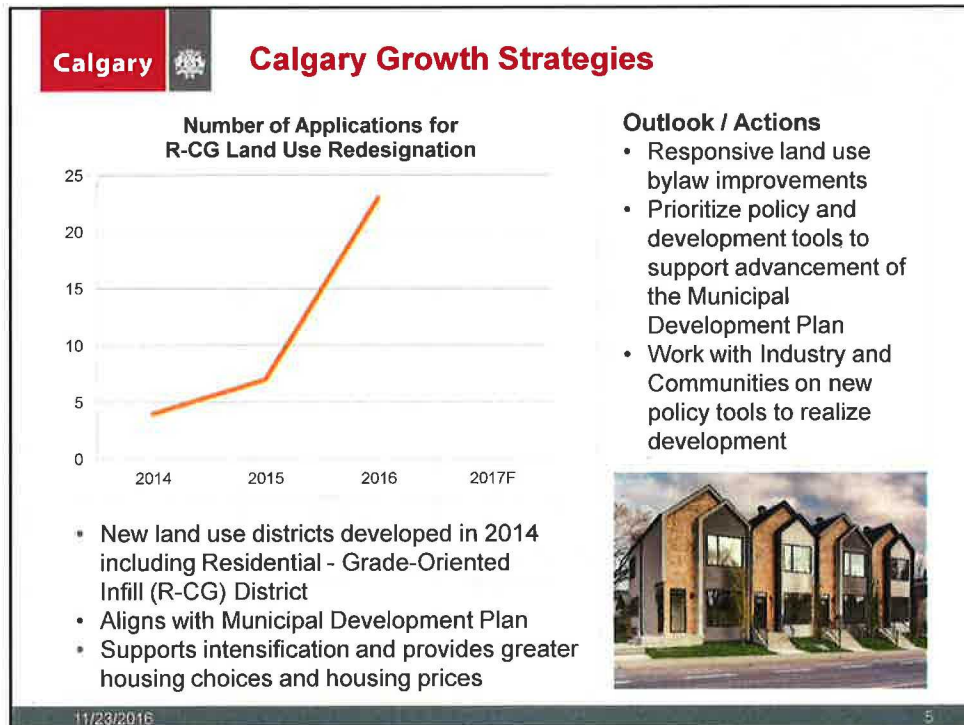 Calgary
Calgary Growth Strategies
Number of Applications for
R-CG Land Use Redesignation
25
20
15
10
5
0
2014
2015
2016
2017F
• New land use districts developed in 2014
including Residential - Grade-Oriented
Infill (R-CG) District
• Aligns with Municipal Development Plan
• Supports intensification and provides greater
housing choices and housing prices
Outlook / Actions
• Responsive land use
bylaw improvements
• Prioritize policy and
development tools to
support advancement of
the Municipal
Development Plan
• Work with Industry and
Communities on new
policy tools to realize
development
11/23/2016
5